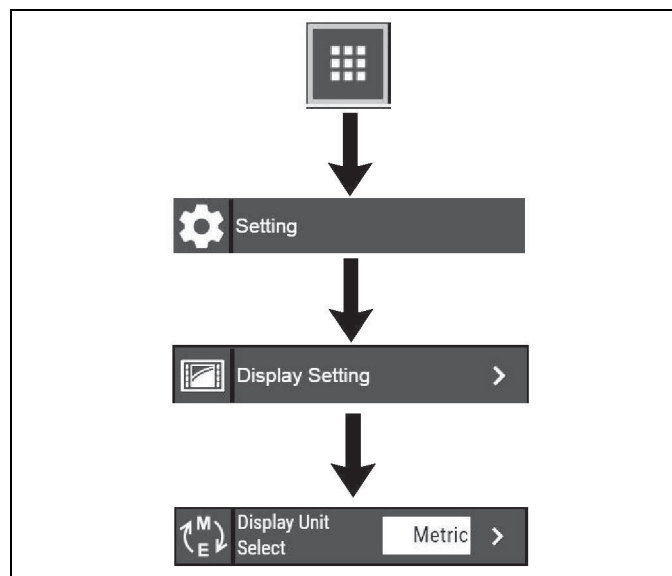 Setting
Display Setting
M
E
Display Unit
Select
Metric